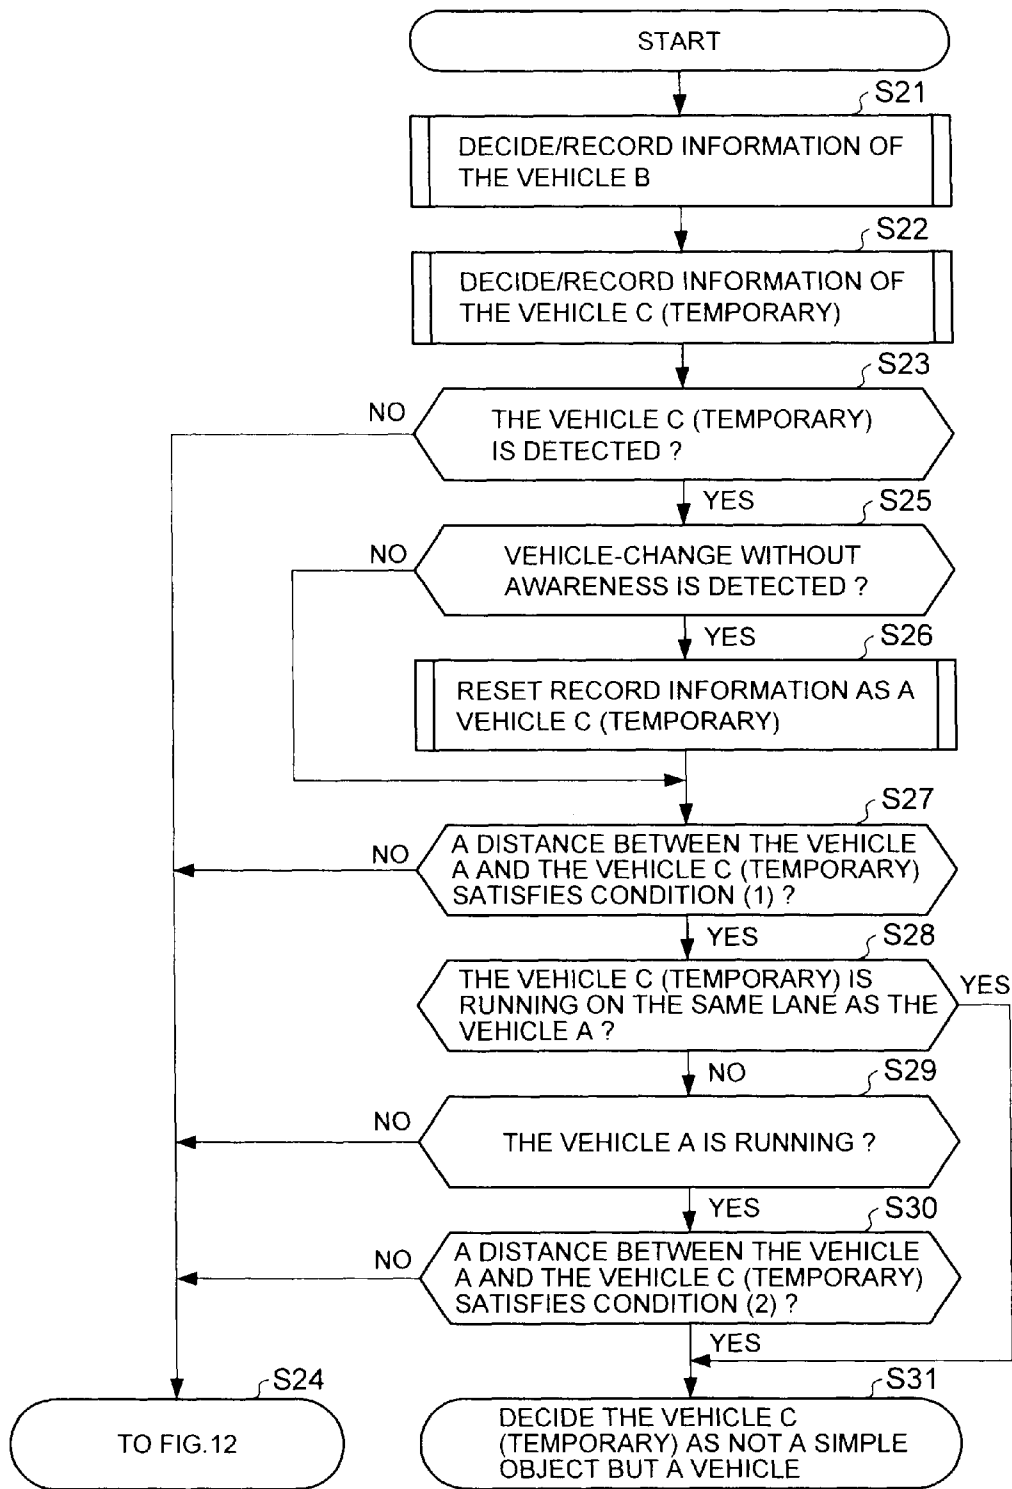 START
S21
DECIDE/RECORD INFORMATION OF
THE VEHICLE B
S22
DECIDE/RECORD INFORMATION OF
THE VEHICLE C (TEMPORARY)
S23
NO
THE VEHICLE C (TEMPORARY)
IS DETECTED ?
YES
S25
NO
VEHICLE-CHANGE WITHOUT
AWARENESS IS DETECTED ?
YES
S26
RESET RECORD INFORMATION AS A
VEHICLE C (TEMPORARY)
S27
NO
A DISTANCE BETWEEN THE VEHICLE
A AND THE VEHICLE C (TEMPORARY)
SATISFIES CONDITION (1) ?
YES
S28
THE VEHICLE C (TEMPORARY) IS
RUNNING ON THE SAME LANE AS THE
VEHICLE A ?
YES
NO
S29
NO
THE VEHICLE A IS RUNNING ?
YES
S30
NO
A DISTANCE BETWEEN THE VEHICLE
A AND THE VEHICLE C (TEMPORARY)
SATISFIES CONDITION (2) ?
YES
S24
TO FIG.12
S31
DECIDE THE VEHICLE C
(TEMPORARY) AS NOT A SIMPLE
OBJECT BUT A VEHICLE